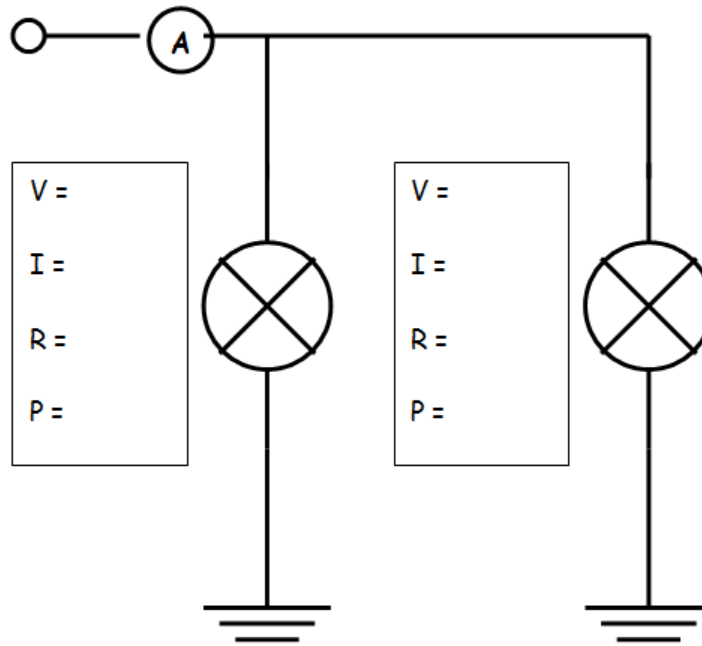 A
V =
I =
R =
P =
V =
I =
R =
P =